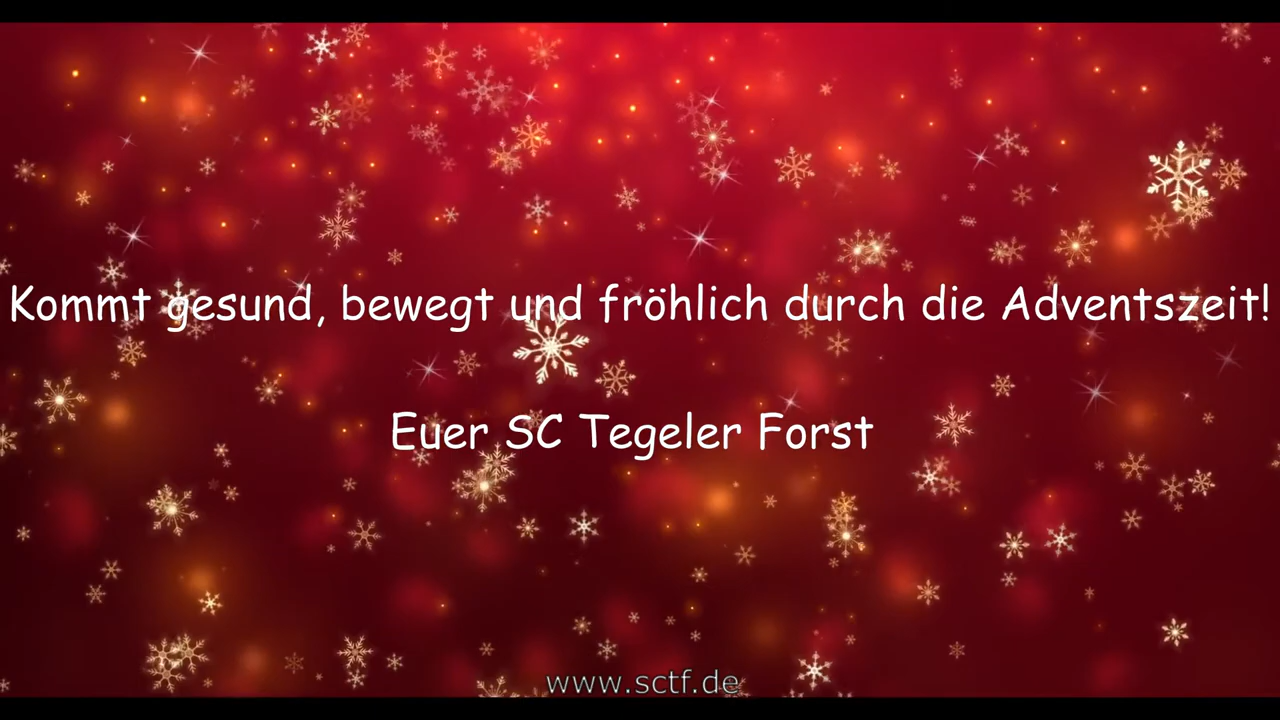 Kommt gesund, bewegt und fröhlich durch die Adventszeit!
Euer SC Tegeler Forst
www.sctf.de